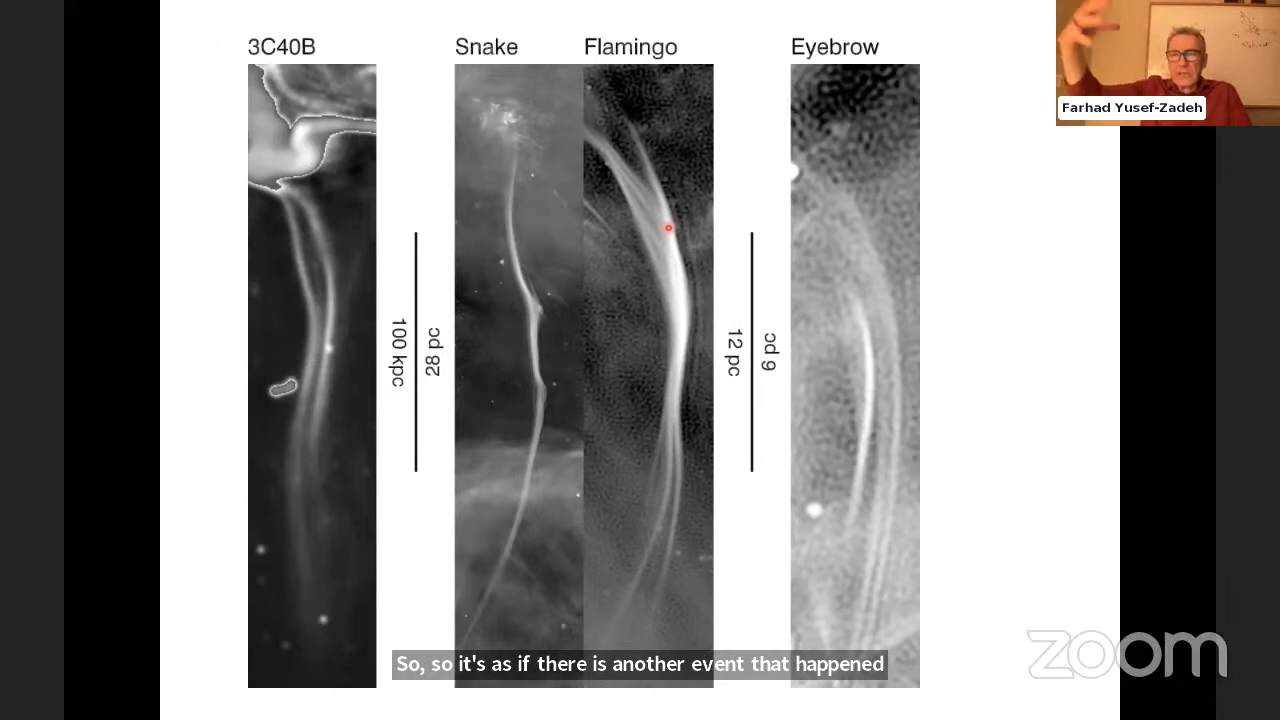 3C40B
Snake
Flamingo
Eyebrow
100 kpc
28 pc
12 pc
6 pc
Farhad Yusef-Zadeh
So, so it's as if there is another event that happened
zoom